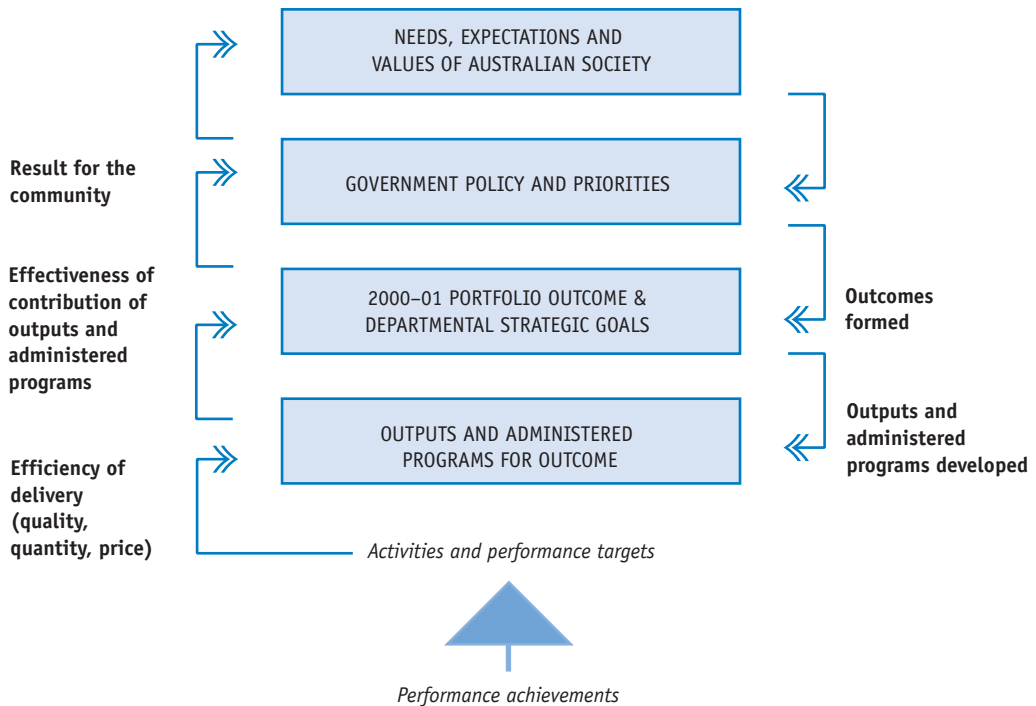 NEEDS, EXPECTATIONS AND
VALUES OF AUSTRALIAN SOCIETY
Result for the
community
GOVERNMENT POLICY AND PRIORITIES
Effectiveness of
contribution of
outputs and
administered
programs
2000–01 PORTFOLIO OUTCOME &
DEPARTMENTAL STRATEGIC GOALS
Outcomes
formed
OUTPUTS AND ADMINISTERED
PROGRAMS FOR OUTCOME
Outputs and
administered
programs developed
Efficiency of
delivery
(quality,
quantity, price)
Activities and performance targets
Performance achievements